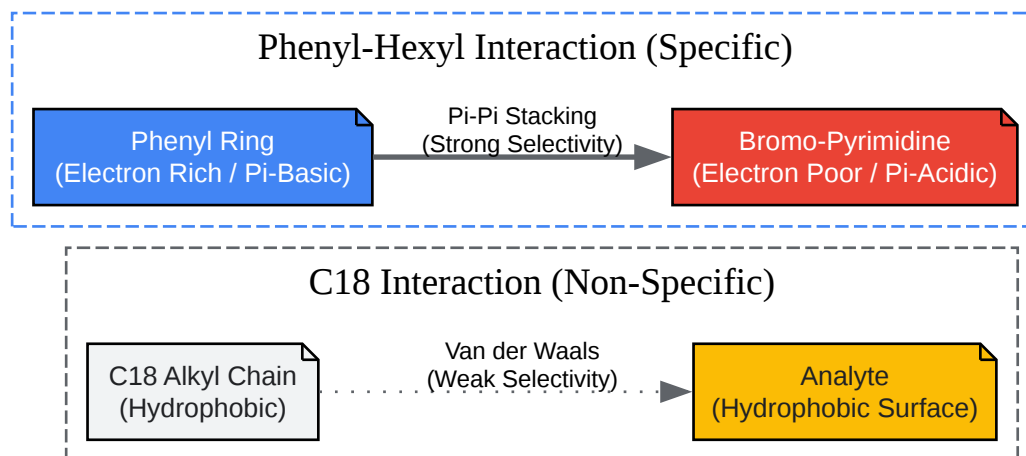 Phenyl-Hexyl Interaction (Specific)
Phenyl Ring
(Electron Rich / Pi-Basic)
Pi-Pi Stacking
(Strong Selectivity)
Bromo-Pyrimidine
(Electron Poor / Pi-Acidic)
C18 Interaction (Non-Specific)
C18 Alkyl Chain
(Hydrophobic)
Van der Waals
(Weak Selectivity)
Analyte
(Hydrophobic Surface)